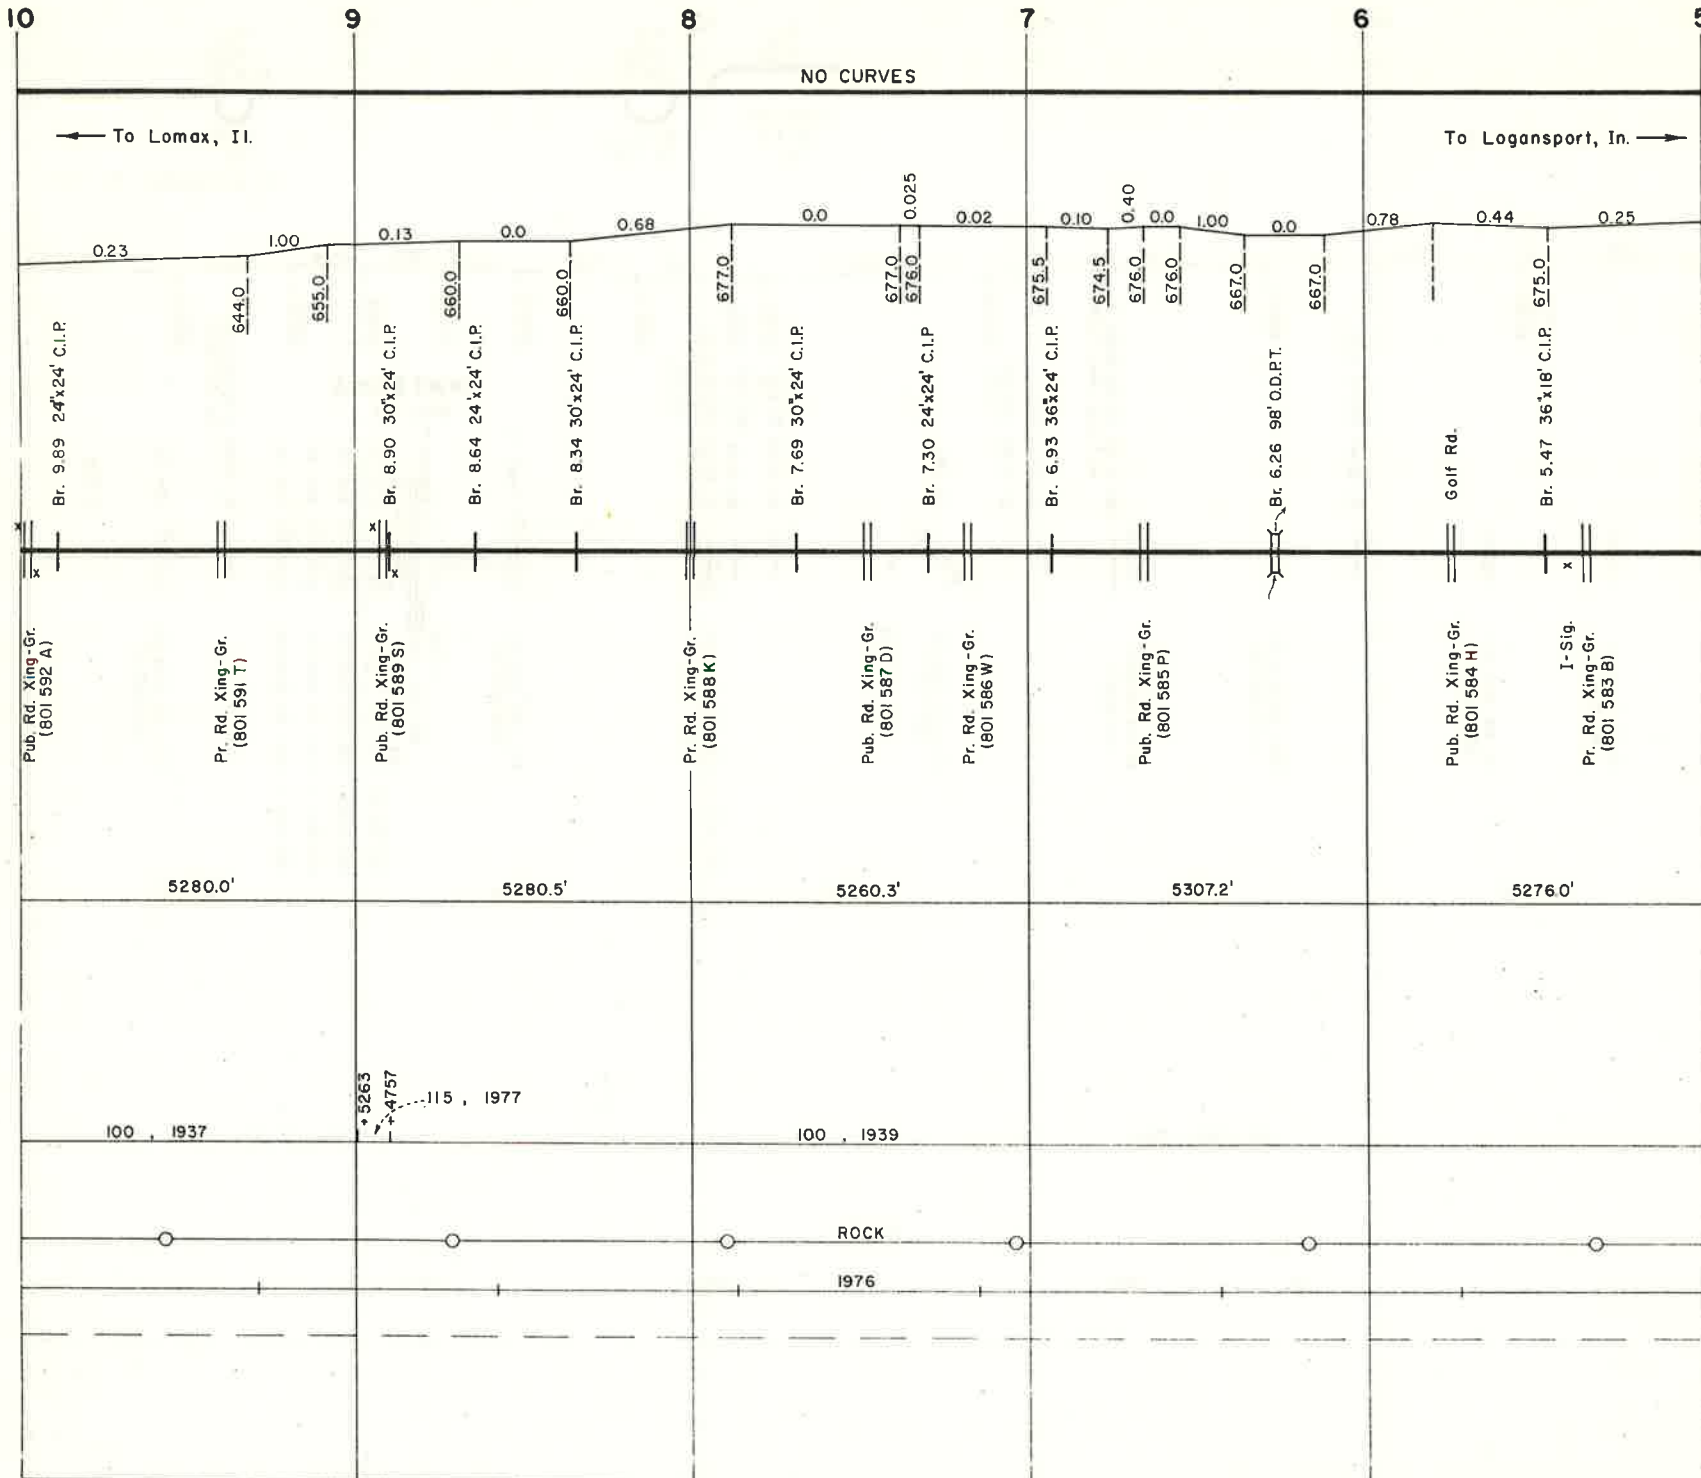 10 9 8 7 6 5
NO CURVES
To Lomax, Il.
To Logansport, In.
0.23 1.00 0.13 0.0 0.68 0.0 0.025 0.02 0.10 0.40 0.0 1.00 0.0 0.78 0.44 0.25
644.0 655.0 660.0 660.0 677.0 677.0 676.0 675.5 674.5 676.0 676.0 667.0 667.0 675.0
Br. 9.89 24"x24' C.I.P.
Br. 8.90 30"x24' C.I.P.
Br. 8.64 24'x24' C.I.P.
Br. 8.34 30'x24' C.I.P.
Br. 7.69 30"x24' C.I.P.
Br. 7.30 24'x24' C.I.P
Br. 6.93 36"x24' C.I.P.
Br. 6.26 98' O.D.P.T.
Golf Rd.
Br. 5.47 36"x18' C.I.P.
x x x x x
Pub. Rd. Xing-Gr.
(801 592 A)
Pr. Rd. Xing-Gr.
(801 591 T)
Pub. Rd. Xing-Gr.
(801 589 S)
Pr. Rd. Xing-Gr.
(801 588 K)
Pub. Rd. Xing-Gr.
(801 587 D)
Pr. Rd. Xing-Gr.
(801 586 W)
Pub. Rd. Xing-Gr.
(801 585 P)
Pub. Rd. Xing-Gr.
(801 584 H)
I-Sig.
Pr. Rd. Xing-Gr.
(801 583 B)
5280.0' 5280.5' 5260.3' 5307.2' 5276.0'
+5263
+4757
115 , 1977
100 , 1937
100 , 1939
ROCK
1976